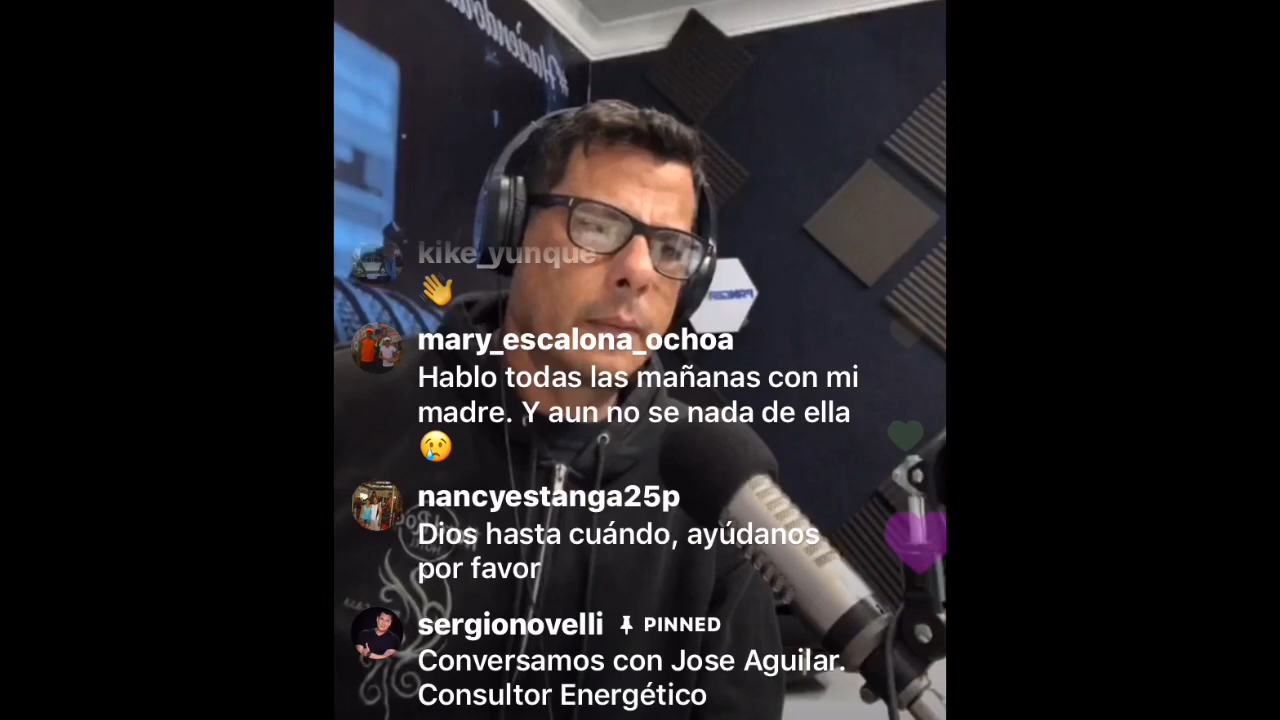 #Haciendo
kike_yunque
👋
mary_escalona_ochoa
Hablo todas las mañanas con mi
madre. Y aun no se nada de ella
😢
nancyestanga25p
Dios hasta cuándo, ayúdanos
por favor
sergionovelli PINNED
Conversamos con Jose Aguilar.
Consultor Energético